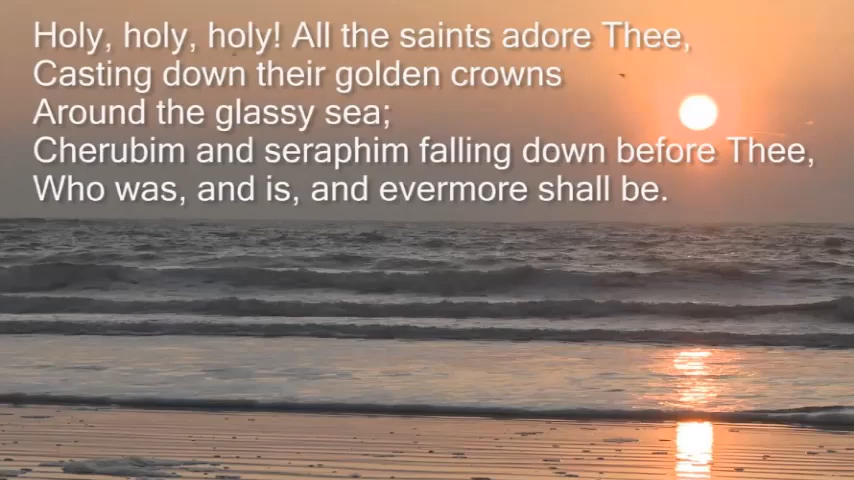 Holy, holy, holy! All the saints adore Thee,
Casting down their golden crowns
Around the glassy sea;
Cherubim and seraphim falling down before Thee,
Who was, and is, and evermore shall be.